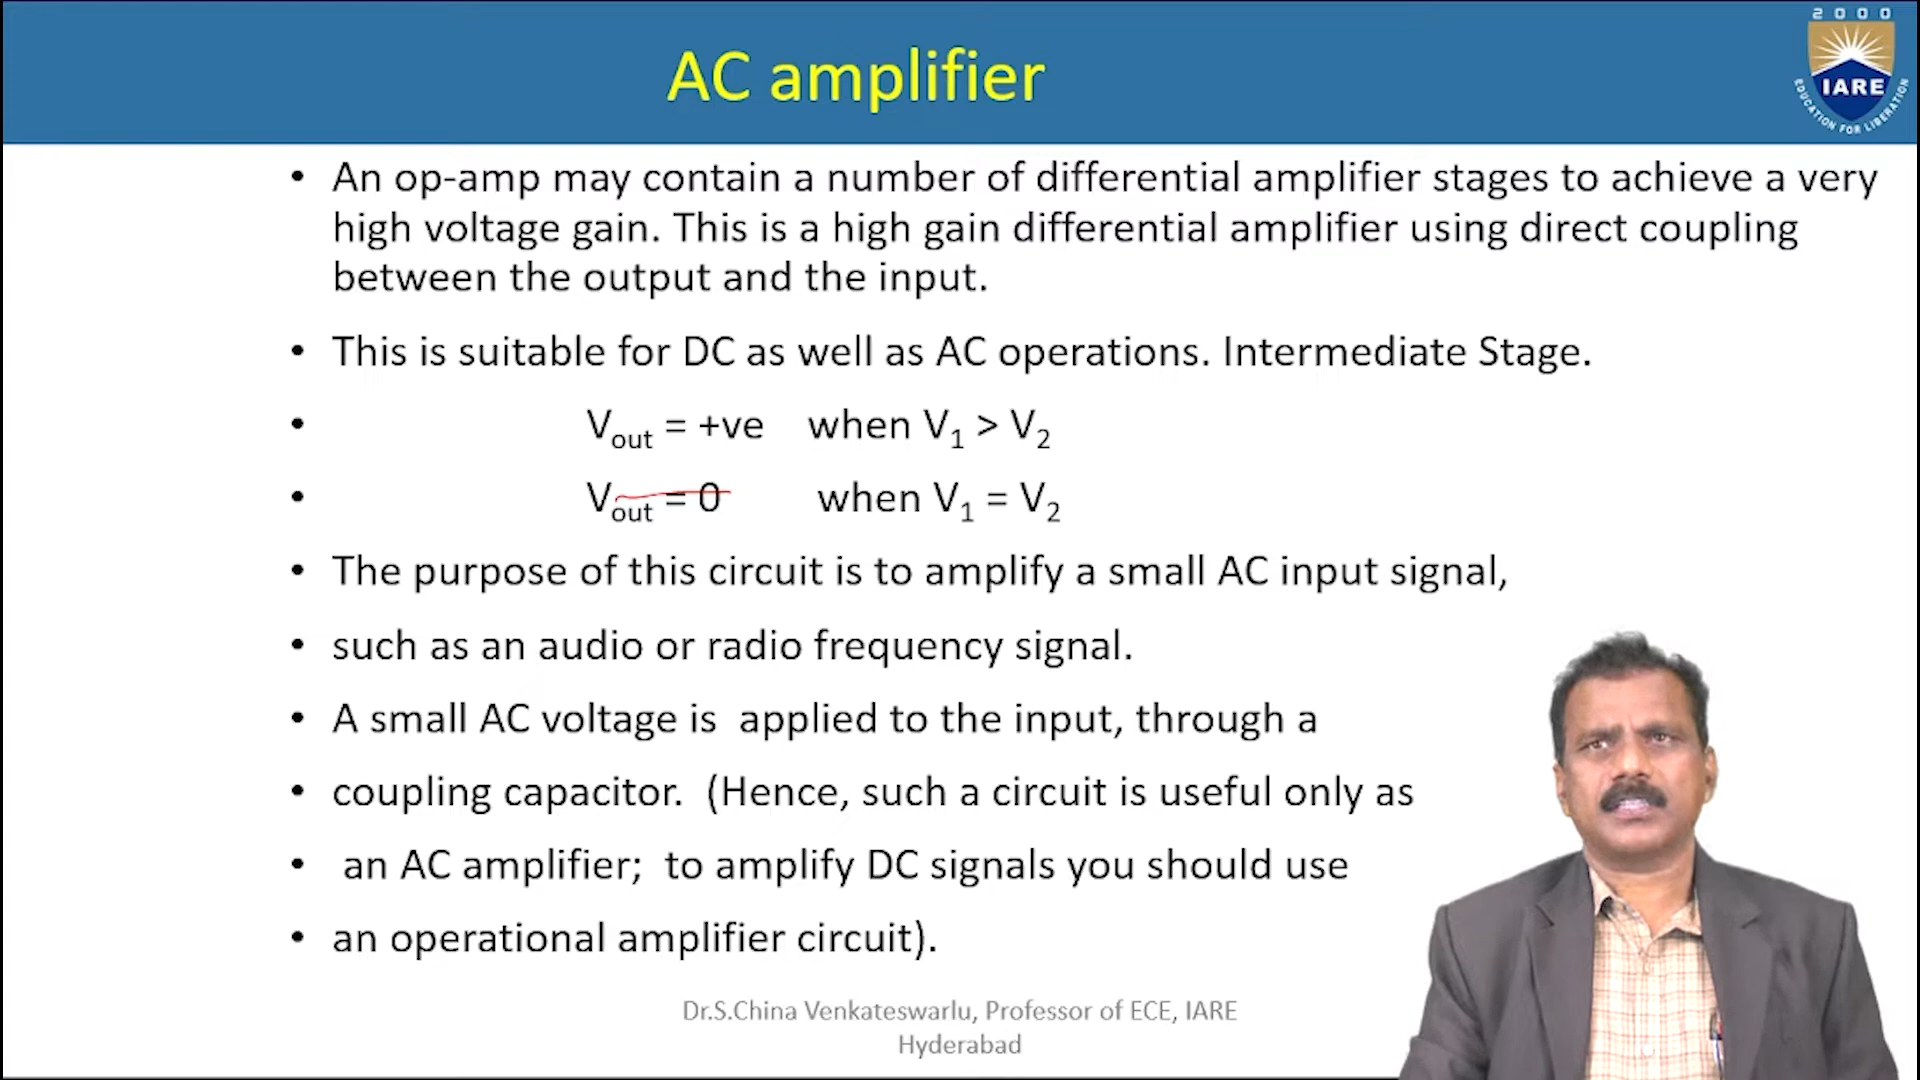 AC amplifier
2000
IARE
EDUCATION FOR LIBERATION
• An op-amp may contain a number of differential amplifier stages to achieve a very
high voltage gain. This is a high gain differential amplifier using direct coupling
between the output and the input.
• This is suitable for DC as well as AC operations. Intermediate Stage.
• Vout = +ve when V1 > V2
• Vout = 0 when V1 = V2
• The purpose of this circuit is to amplify a small AC input signal,
• such as an audio or radio frequency signal.
• A small AC voltage is applied to the input, through a
• coupling capacitor. (Hence, such a circuit is useful only as
• an AC amplifier; to amplify DC signals you should use
• an operational amplifier circuit).
Dr.S.China Venkateswarlu, Professor of ECE, IARE
Hyderabad